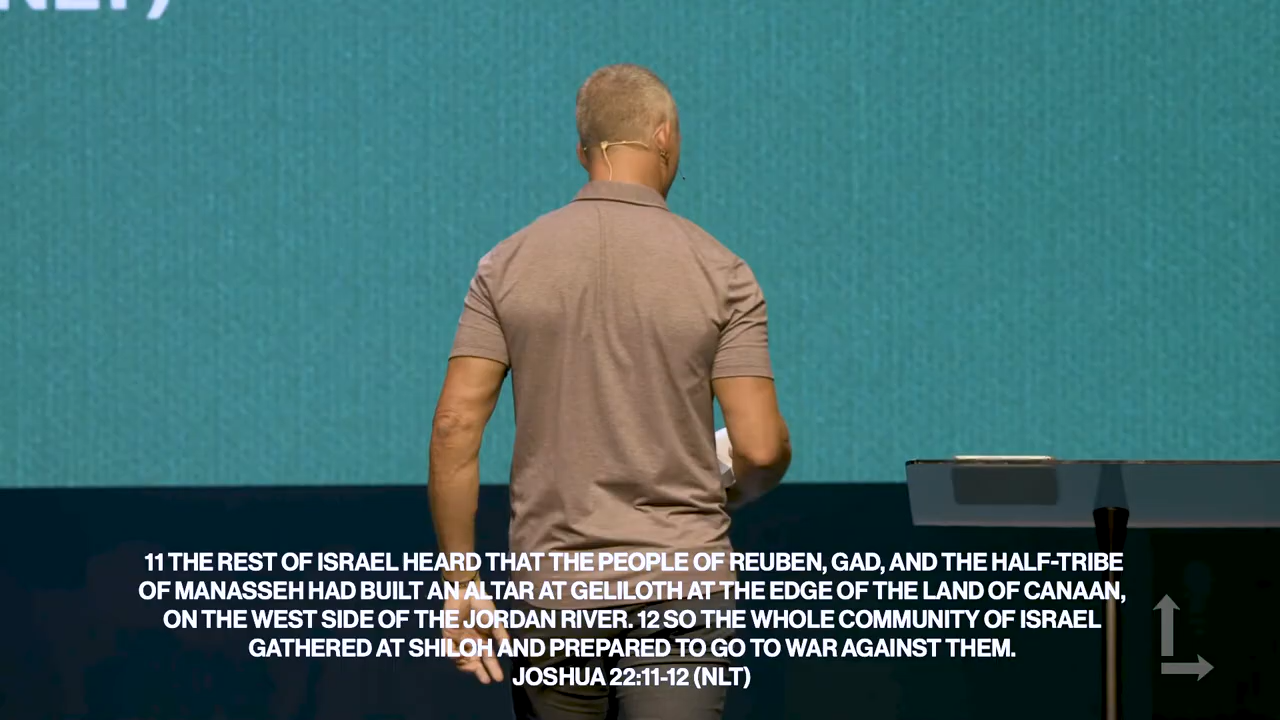 11 THE REST OF ISRAEL HEARD THAT THE PEOPLE OF REUBEN, GAD, AND THE HALF-TRIBE
OF MANASSEH HAD BUILT AN ALTAR AT GELILOTH AT THE EDGE OF THE LAND OF CANAAN,
ON THE WEST SIDE OF THE JORDAN RIVER. 12 SO THE WHOLE COMMUNITY OF ISRAEL
GATHERED AT SHILOH AND PREPARED TO GO TO WAR AGAINST THEM.
JOSHUA 22:11-12 (NLT)